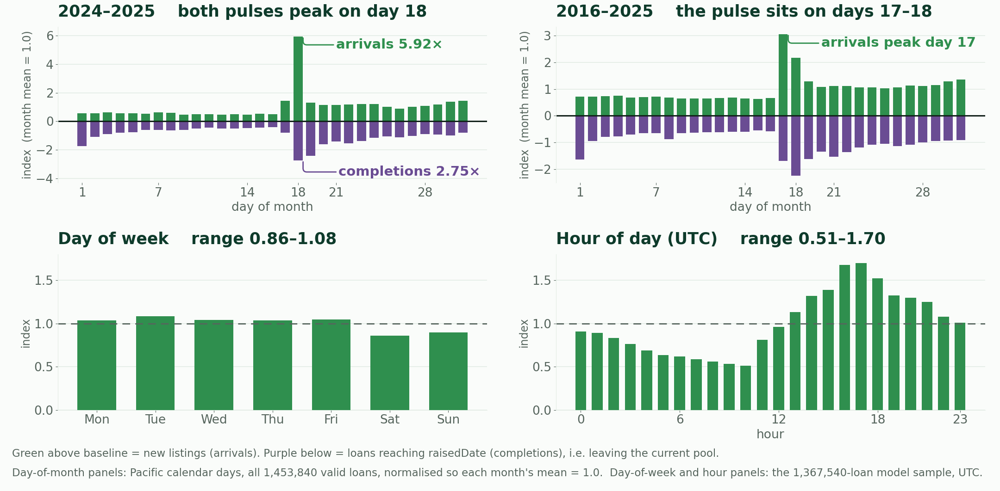 2024–2025 both pulses peak on day 18
index (month mean = 1.0)
6
4
2
0
−2
−4
arrivals 5.92×
completions 2.75×
1 7 14 18 21 28
day of month
2016–2025 the pulse sits on days 17–18
index (month mean = 1.0)
3
2
1
0
−1
−2
arrivals peak day 17
1 7 14 18 21 28
day of month
Day of week range 0.86–1.08
index
1.5
1.0
0.5
0.0
Mon Tue Wed Thu Fri Sat Sun
Hour of day (UTC) range 0.51–1.70
index
1.5
1.0
0.5
0.0
0 6 12 18 23
hour
Green above baseline = new listings (arrivals). Purple below = loans reaching raisedDate (completions), i.e. leaving the current pool.
Day-of-month panels: Pacific calendar days, all 1,453,840 valid loans, normalised so each month's mean = 1.0. Day-of-week and hour panels: the 1,367,540-loan model sample, UTC.